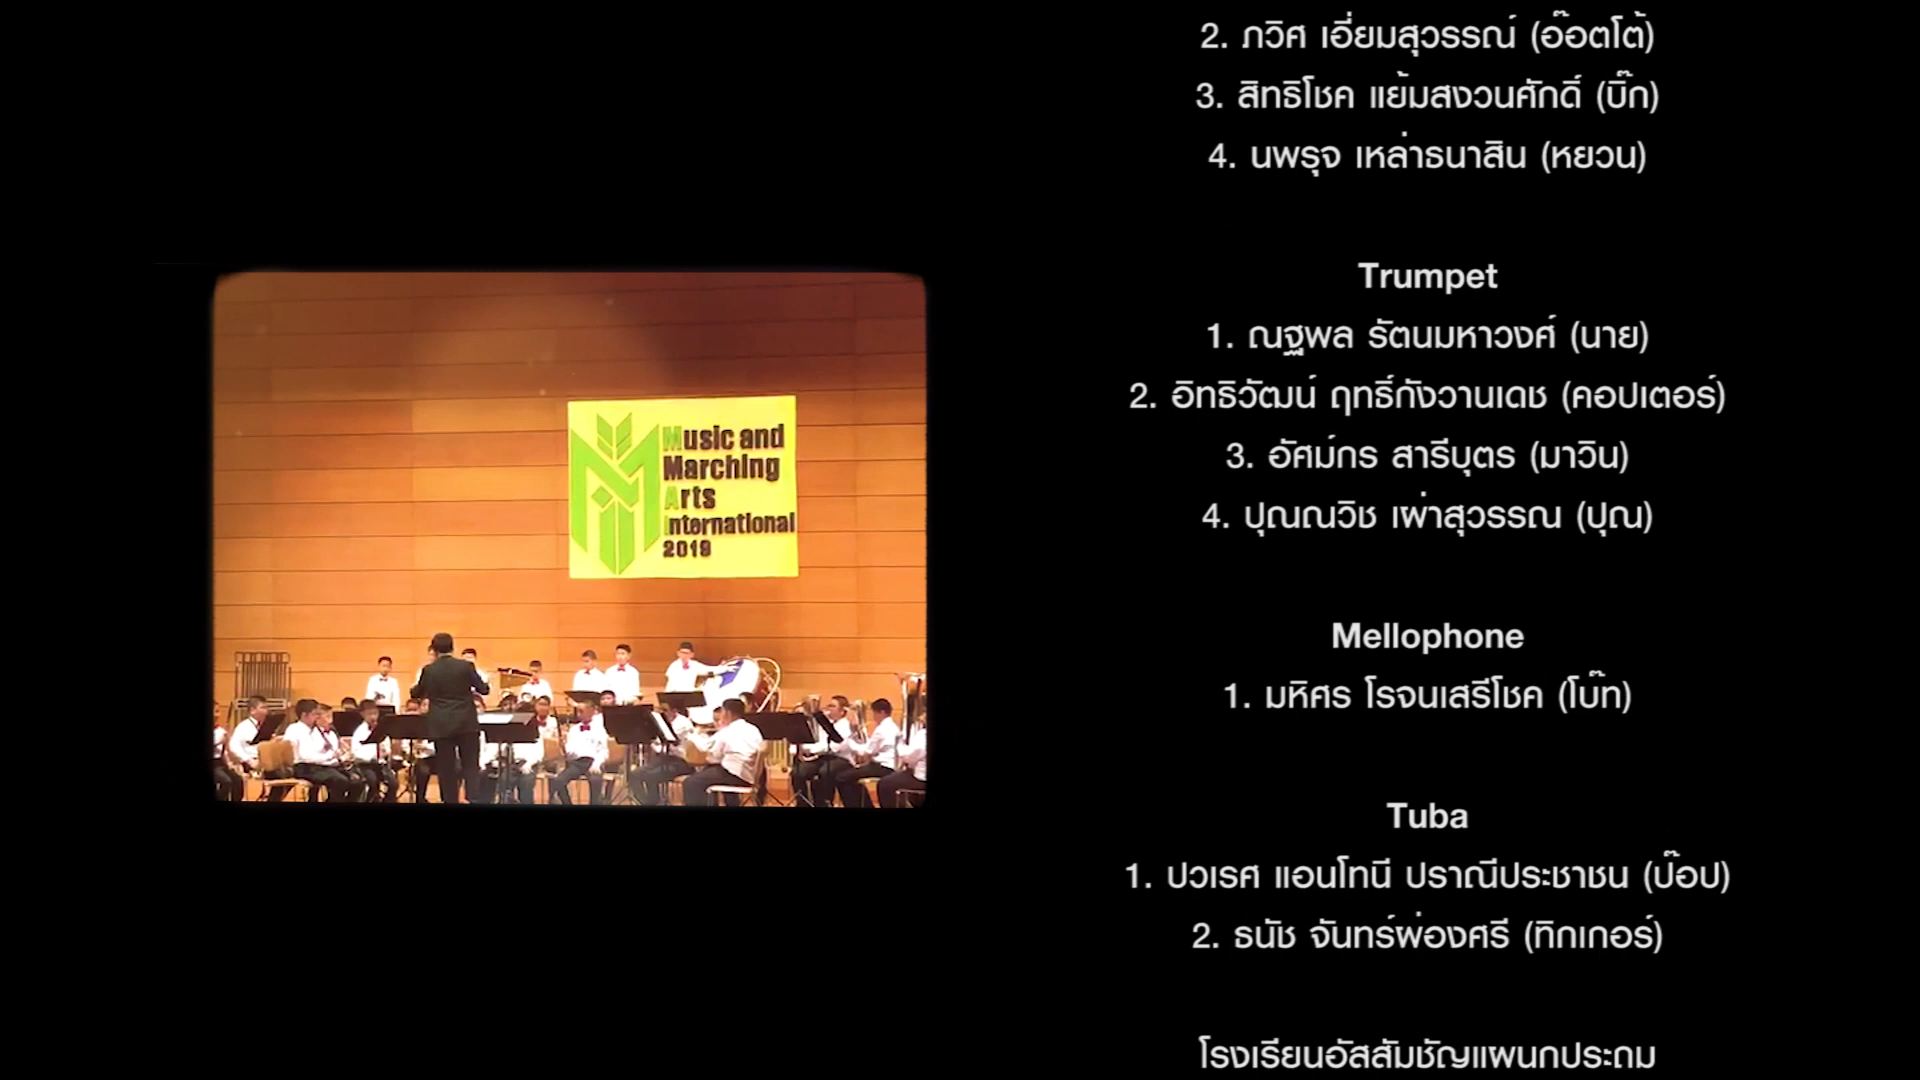 Music and
Marching
Arts
International
2019
2. ภวิศ เอี่ยมสุวรรณ์ (อ๊อตโต้)
3. สิทธิโชค แย้มสงวนศักดิ์ (บิ๊ก)
4. นพรุจ เหล่าธนาสิน (หยวน)
Trumpet
1. ณฐพล รัตนมหาวงศ์ (นาย)
2. อิทธิวัฒน์ ฤทธิ์กังวานเดช (คอปเตอร์)
3. อัศม์กร สารีบุตร (มาวิน)
4. ปุณณวิช เผ่าสุวรรณ (ปุณ)
Mellophone
1. มหิศร โรจนเสรีโชค (โบ๊ท)
Tuba
1. ปวเรศ แอนโทนี ปราณีประชาชน (ป๊อป)
2. ธนัช จันทร์ผ่องศรี (ทิกเกอร์)
โรงเรียนอัสสัมชัญแผนกประถม